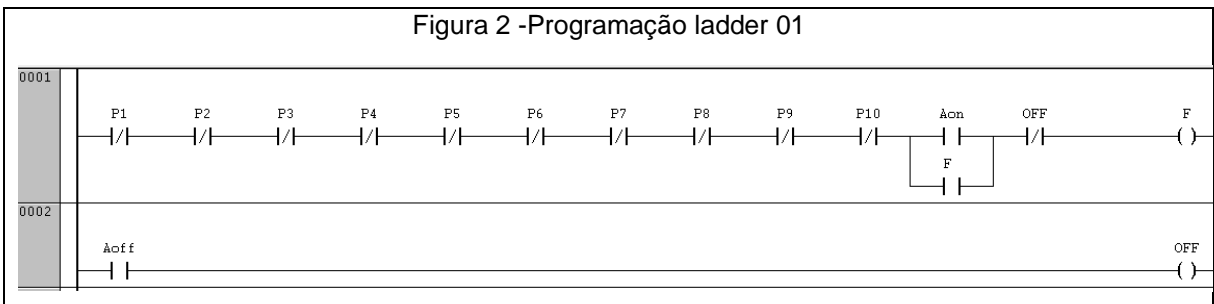 Figura 2 -Programação ladder 01
0001
P1 P2 P3 P4 P5 P6 P7 P8 P9 P10 Aon OFF F
F
0002
Aoff OFF